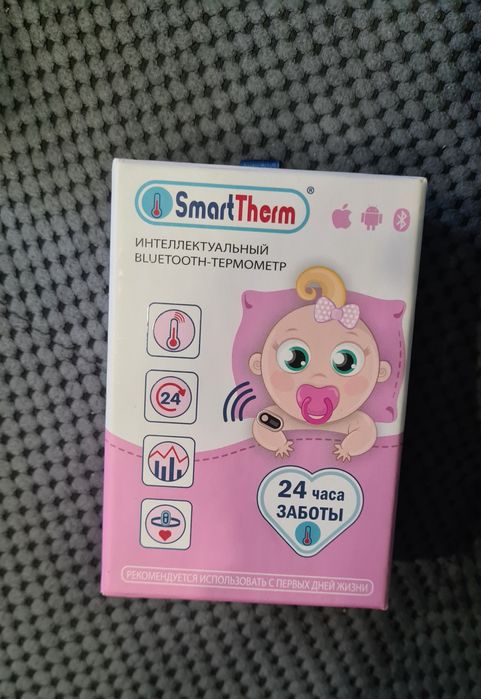 SmartTherm®
ИНТЕЛЛЕКТУАЛЬНЫЙ
BLUETOOTH-ТЕРМОМЕТР
24
24 часа
ЗАБОТЫ
РЕКОМЕНДУЕТСЯ ИСПОЛЬЗОВАТЬ С ПЕРВЫХ ДНЕЙ ЖИЗНИ